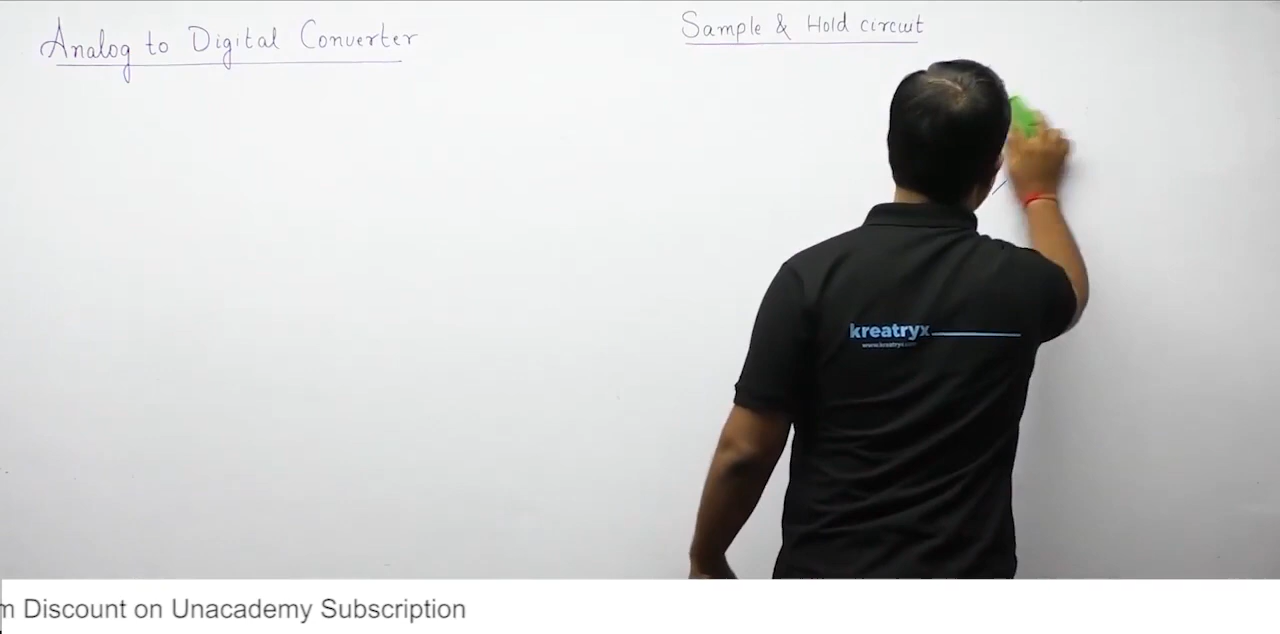 Analog to Digital Converter
Sample & Hold circuit
kreatryx
Discount on Unacademy Subscription